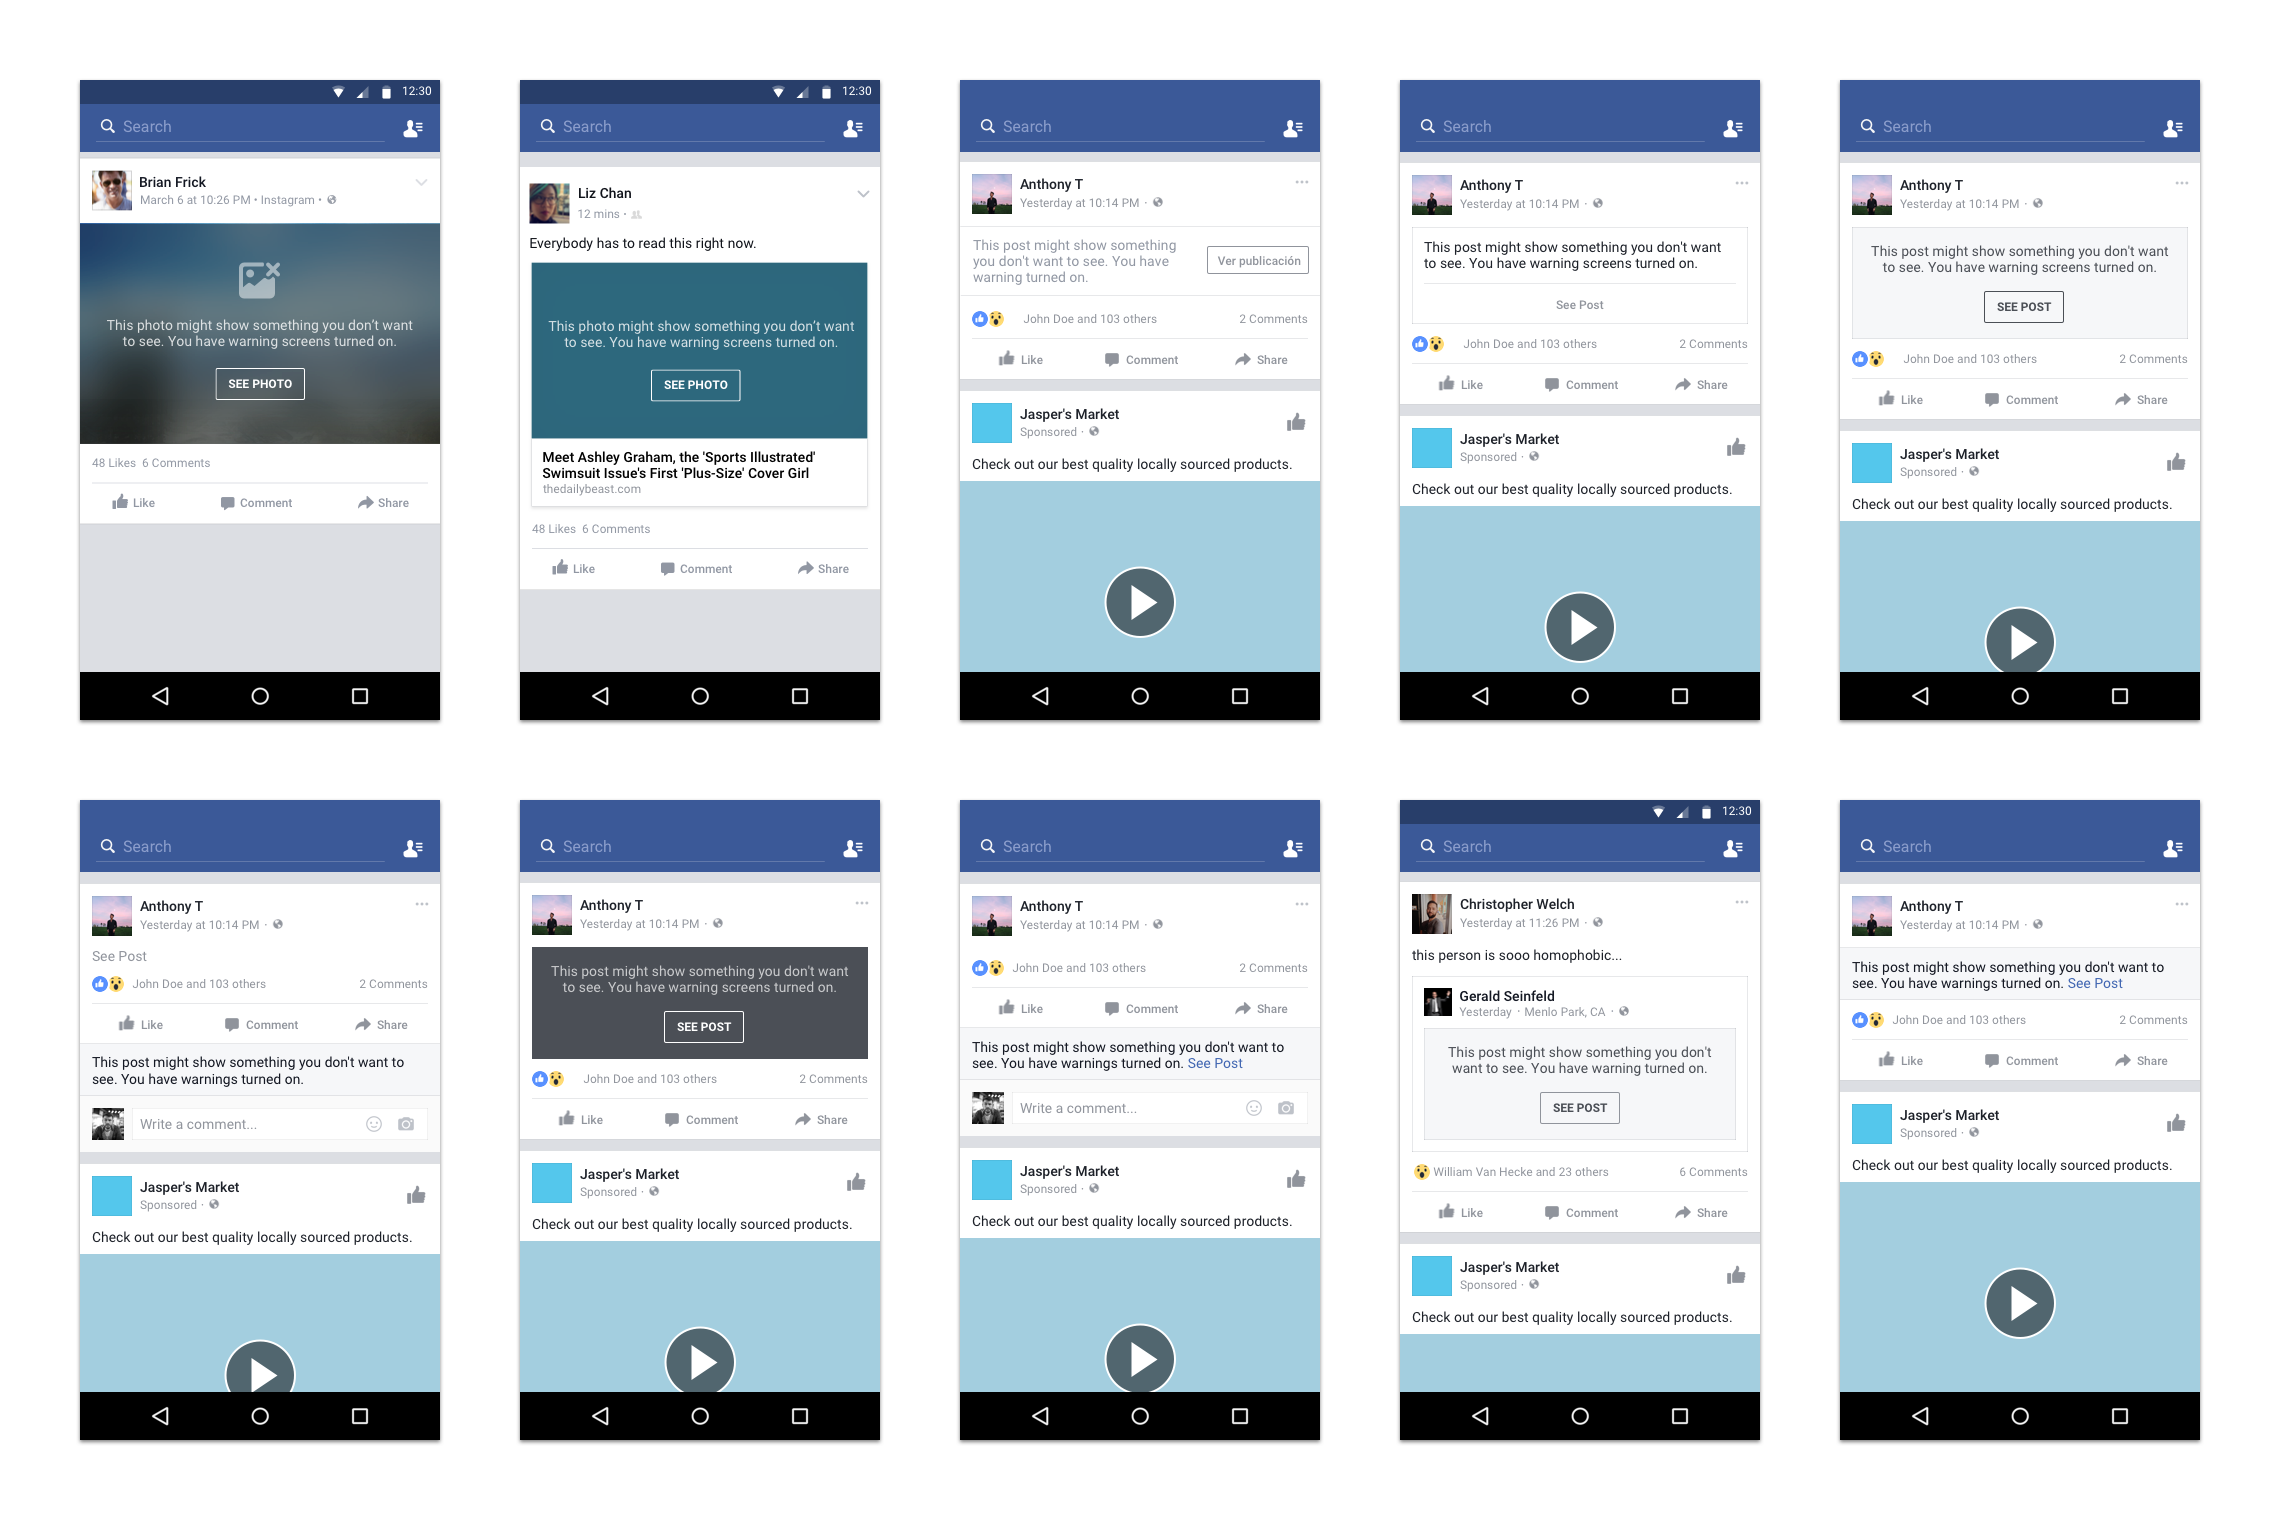 12:30
Search
Brian Frick
March 6 at 10:26 PM • Instagram •
This photo might show something you don’t want
to see. You have warning screens turned on.
SEE PHOTO
48 Likes 6 Comments
Like Comment Share
12:30
Search
Liz Chan
12 mins •
Everybody has to read this right now.
This photo might show something you don’t want
to see. You have warning screens turned on.
SEE PHOTO
Meet Ashley Graham, the 'Sports Illustrated'
Swimsuit Issue's First 'Plus-Size' Cover Girl
thedailybeast.com
48 Likes 6 Comments
Like Comment Share
Search
Anthony T
Yesterday at 10:14 PM ·
This post might show something
you don't want to see. You have
warning turned on.
Ver publicación
John Doe and 103 others 2 Comments
Like Comment Share
Jasper's Market
Sponsored ·
Check out our best quality locally sourced products.
Search
Anthony T
Yesterday at 10:14 PM ·
This post might show something you don't want
to see. You have warning screens turned on.
See Post
John Doe and 103 others 2 Comments
Like Comment Share
Jasper's Market
Sponsored ·
Check out our best quality locally sourced products.
Search
Anthony T
Yesterday at 10:14 PM ·
This post might show something you don't want
to see. You have warning screens turned on.
SEE POST
John Doe and 103 others 2 Comments
Like Comment Share
Jasper's Market
Sponsored ·
Check out our best quality locally sourced products.
Search
Anthony T
Yesterday at 10:14 PM ·
See Post
John Doe and 103 others 2 Comments
Like Comment Share
This post might show something you don't want to
see. You have warnings turned on.
Write a comment...
Jasper's Market
Sponsored ·
Check out our best quality locally sourced products.
Search
Anthony T
Yesterday at 10:14 PM ·
This post might show something you don't want
to see. You have warning screens turned on.
SEE POST
John Doe and 103 others 2 Comments
Like Comment Share
Jasper's Market
Sponsored ·
Check out our best quality locally sourced products.
Search
Anthony T
Yesterday at 10:14 PM ·
John Doe and 103 others 2 Comments
Like Comment Share
This post might show something you don't want to
see. You have warnings turned on. See Post
Write a comment...
Jasper's Market
Sponsored ·
Check out our best quality locally sourced products.
12:30
Search
Christopher Welch
Yesterday at 11:26 PM ·
this person is sooo homophobic...
Gerald Seinfeld
Yesterday · Menlo Park, CA ·
This post might show something you don't
want to see. You have warning turned on.
SEE POST
William Van Hecke and 23 others 6 Comments
Like Comment Share
Jasper's Market
Sponsored ·
Check out our best quality locally sourced products.
Search
Anthony T
Yesterday at 10:14 PM ·
This post might show something you don't want to
see. You have warnings turned on. See Post
John Doe and 103 others 2 Comments
Like Comment Share
Jasper's Market
Sponsored ·
Check out our best quality locally sourced products.